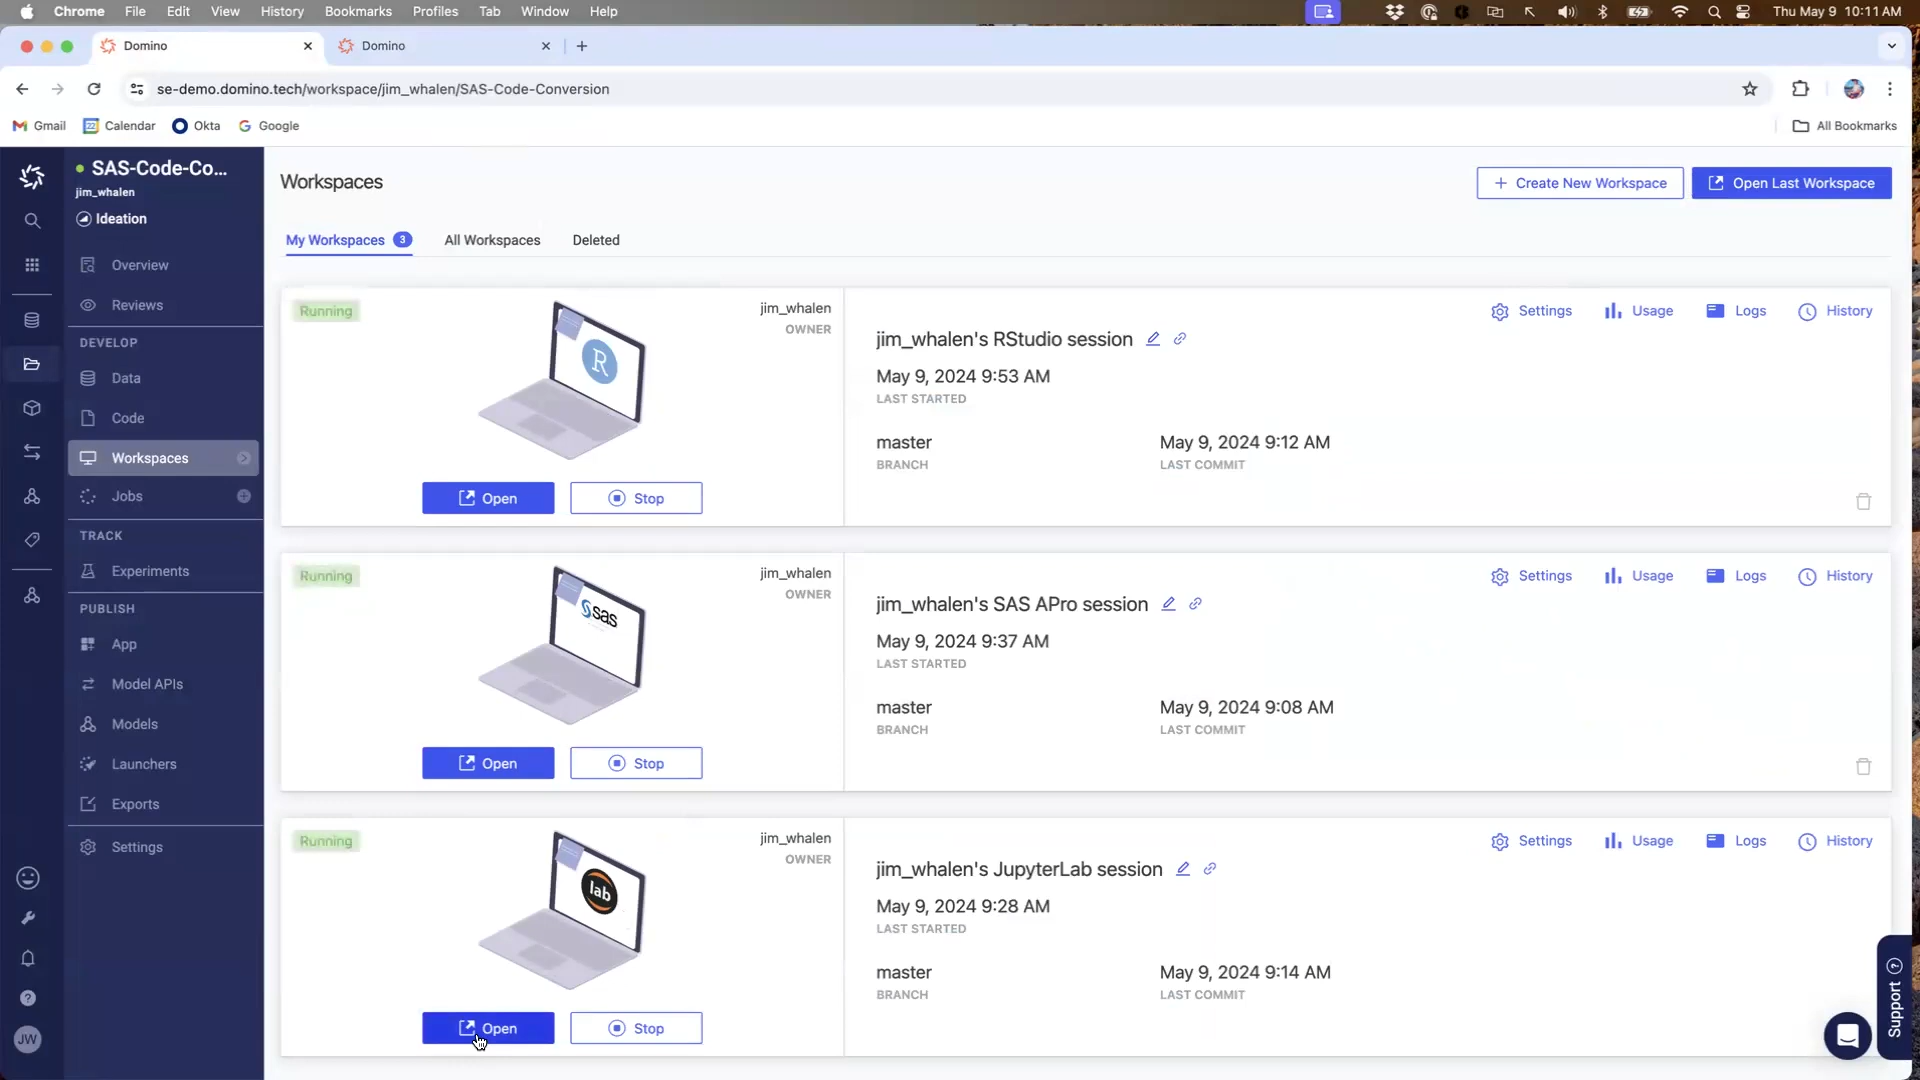 Chrome File Edit View History Bookmarks Profiles Tab Window Help Thu May 9 10:11 AM
Domino
Domino
se-demo.domino.tech/workspace/jim_whalen/SAS-Code-Conversion
Gmail Calendar Okta Google All Bookmarks
SAS-Code-Co...
jim_whalen
Ideation
Overview
Reviews
DEVELOP
Data
Code
Workspaces
Jobs
TRACK
Experiments
PUBLISH
App
Model APIs
Models
Launchers
Exports
Settings
JW
Workspaces
+ Create New Workspace
Open Last Workspace
My Workspaces 3 All Workspaces Deleted
Running
jim_whalen
OWNER
R
Open Stop
jim_whalen's RStudio session
Settings Usage Logs History
May 9, 2024 9:53 AM
LAST STARTED
master May 9, 2024 9:12 AM
BRANCH LAST COMMIT
Running
jim_whalen
OWNER
sas
Open Stop
jim_whalen's SAS APro session
Settings Usage Logs History
May 9, 2024 9:37 AM
LAST STARTED
master May 9, 2024 9:08 AM
BRANCH LAST COMMIT
Running
jim_whalen
OWNER
lab
Open Stop
jim_whalen's JupyterLab session
Settings Usage Logs History
May 9, 2024 9:28 AM
LAST STARTED
master May 9, 2024 9:14 AM
BRANCH LAST COMMIT
Support